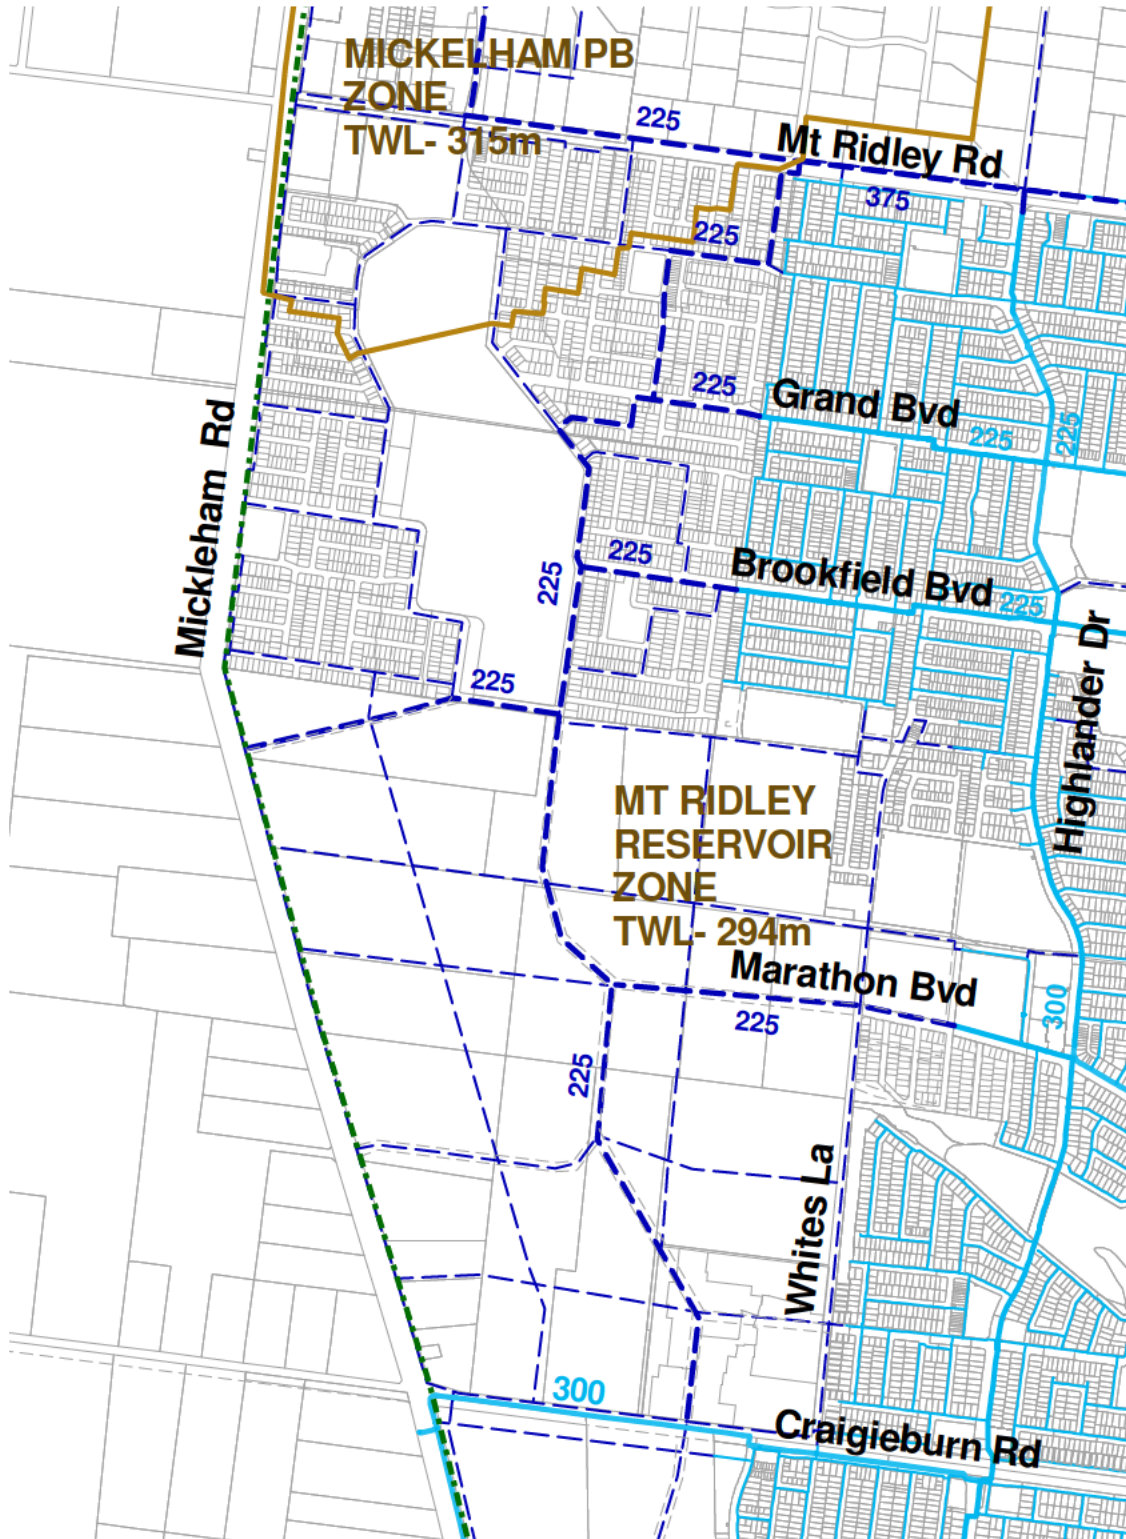 MICKELHAM PB
ZONE
TWL- 315m
225
Mt Ridley Rd
375
225
225
Grand Bvd
225
225
Mickleham Rd
225
225
Brookfield Bvd
225
Highlander Dr
225
MT RIDLEY
RESERVOIR
ZONE
TWL- 294m
Marathon Bvd
300
225
225
Whites La
300
Craigieburn Rd